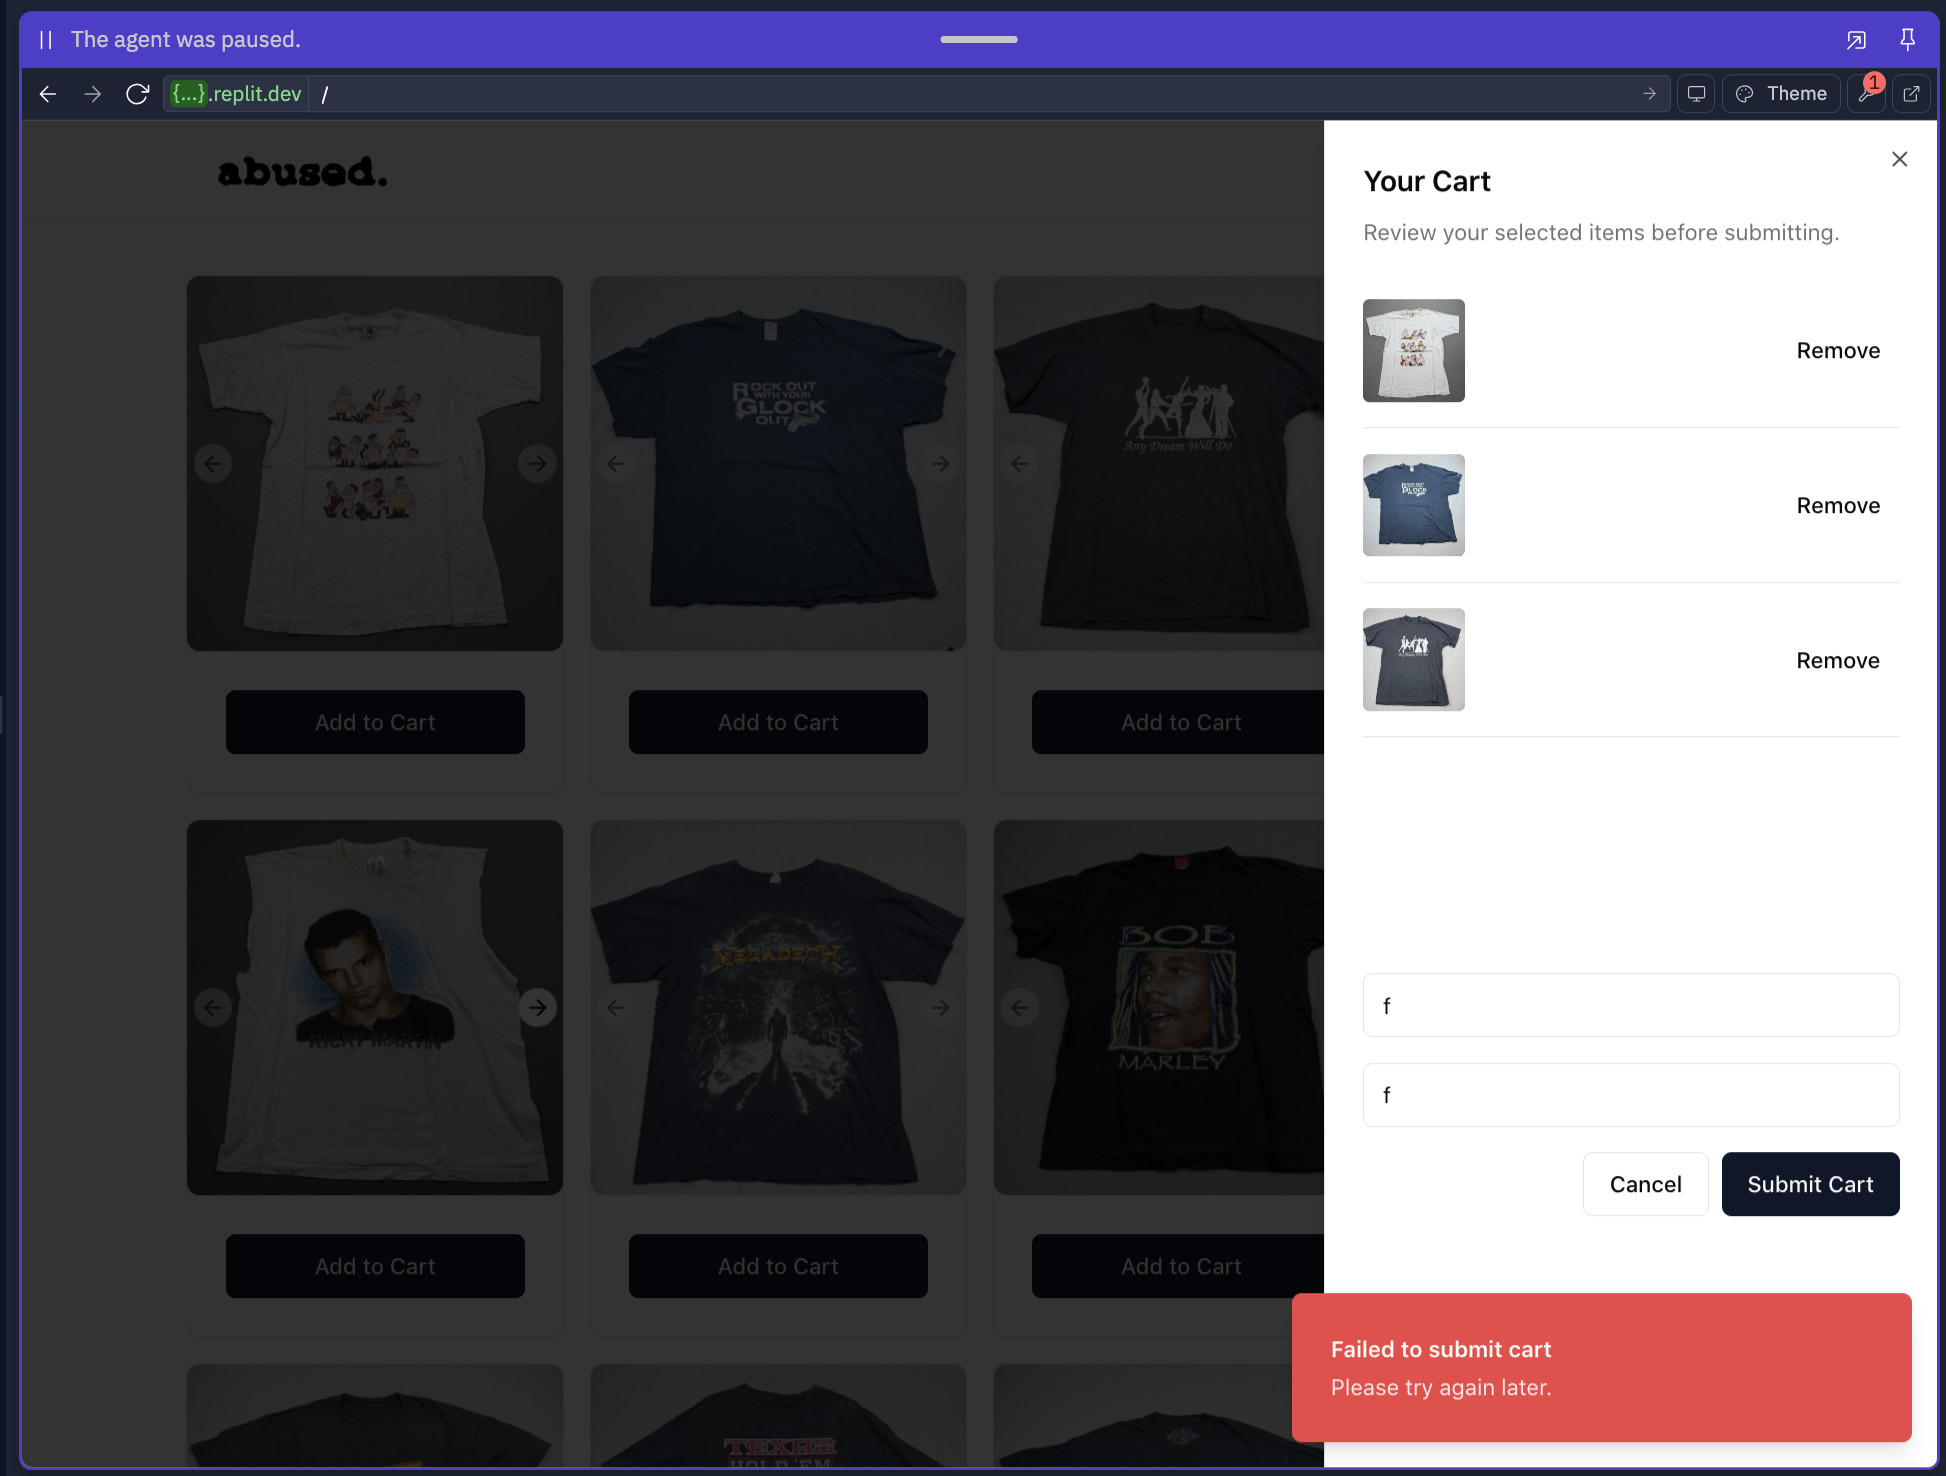 The agent was paused.
{...}.replit.dev /
Theme
1
abused.
Your Cart
Review your selected items before submitting.
Remove
Remove
Remove
ROCK OUT
WITH YOUR
GLOCK
OUT
Any Dream Will Do
Add to Cart
Add to Cart
Add to Cart
RICKY MARTIN
MEGADETH
BOB
MARLEY
f
f
Cancel
Submit Cart
Add to Cart
Add to Cart
Add to Cart
Failed to submit cart
Please try again later.
TEXAS
HOLD 'EM